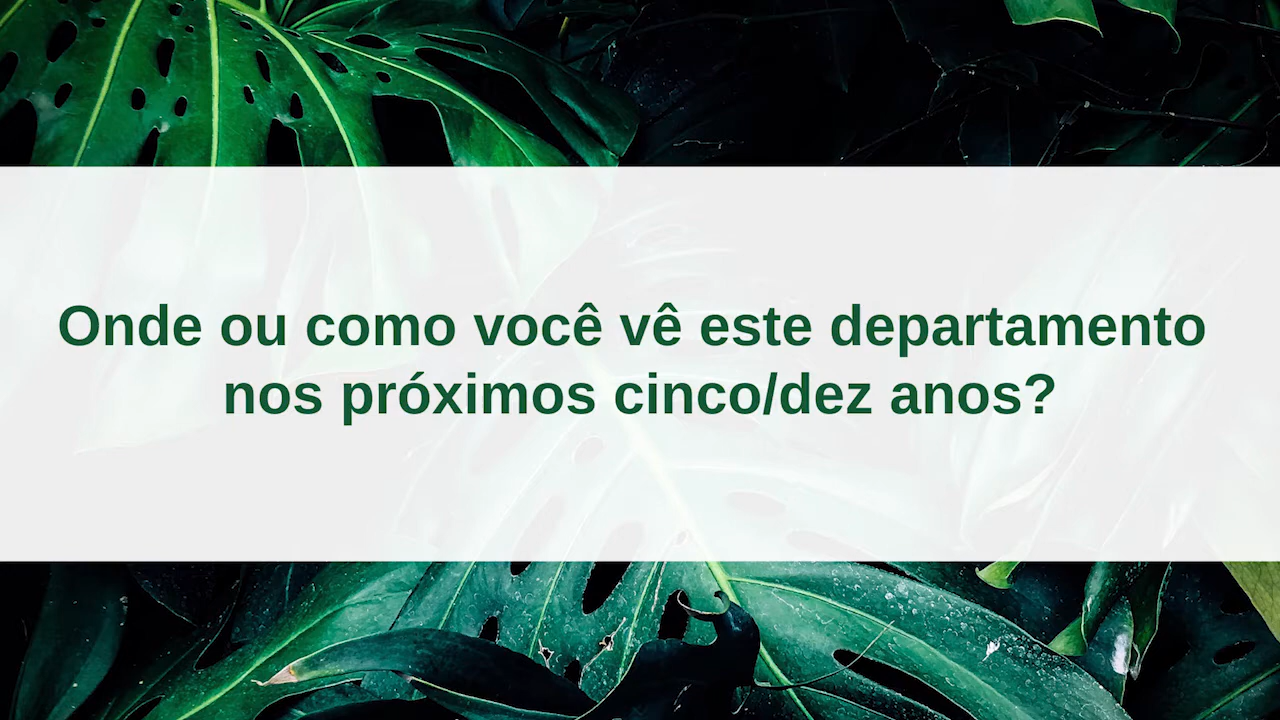 Onde ou como você vê este departamento
nos próximos cinco/dez anos?